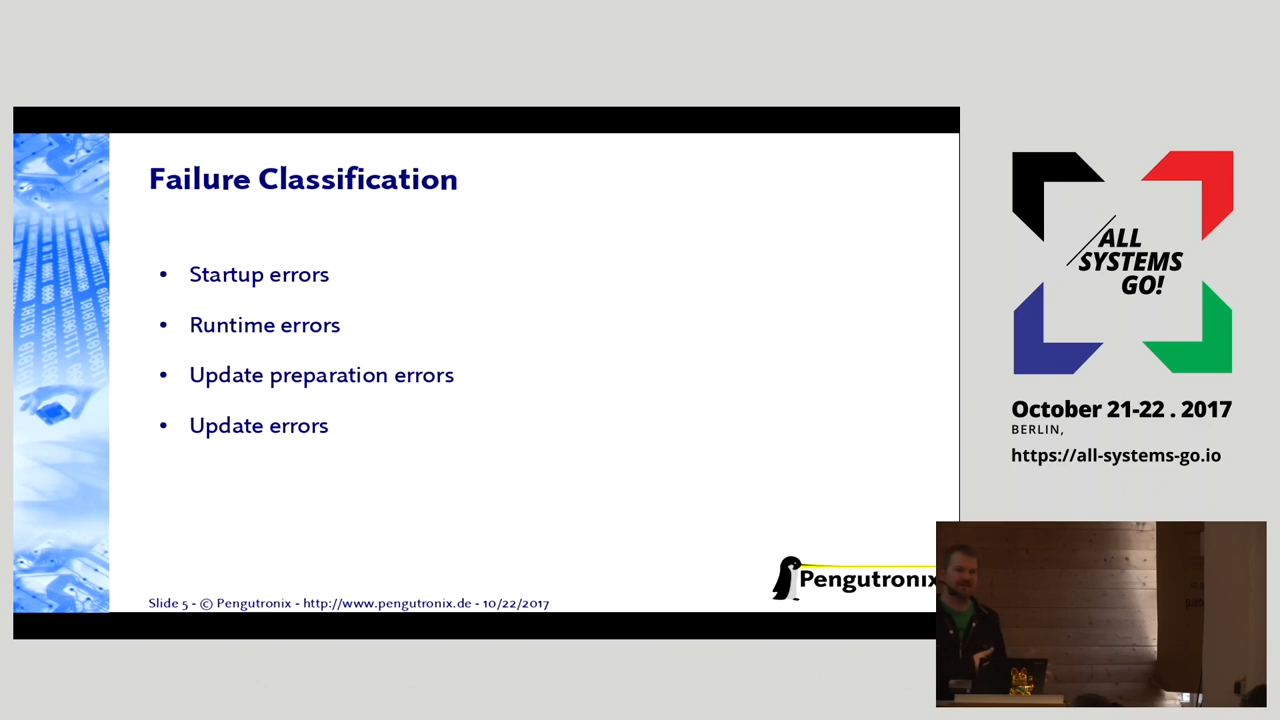 Failure Classification
• Startup errors
• Runtime errors
• Update preparation errors
• Update errors
Pengutronix
Slide 5 - © Pengutronix - http://www.pengutronix.de - 10/22/2017
ALL
SYSTEMS
GO!
October 21-22 . 2017
BERLIN,
https://all-systems-go.io